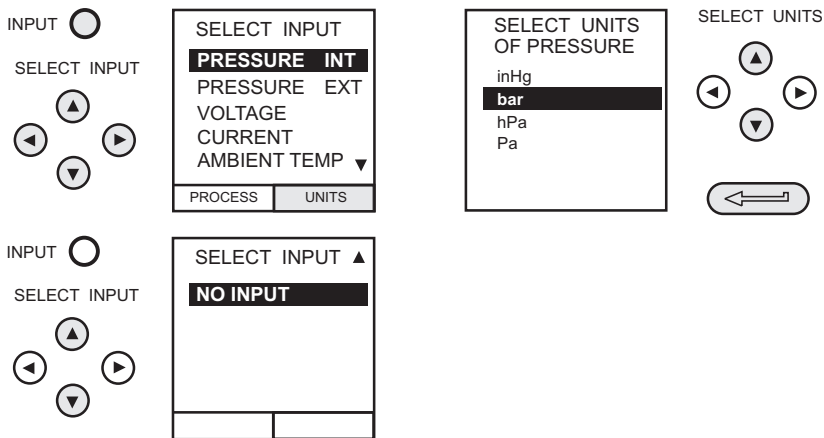 INPUT
SELECT INPUT
SELECT INPUT
PRESSURE INT
PRESSURE EXT
VOLTAGE
CURRENT
AMBIENT TEMP
PROCESS UNITS
SELECT UNITS
OF PRESSURE
inHg
bar
hPa
Pa
SELECT UNITS
INPUT
SELECT INPUT
SELECT INPUT
NO INPUT